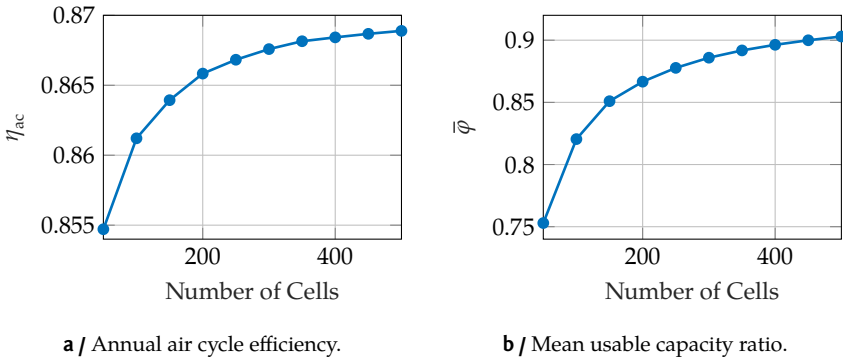 0.87
0.865
0.86
0.855
η_ac
200
400
Number of Cells
a / Annual air cycle efficiency.
0.9
0.85
0.8
0.75
φ̅
200
400
Number of Cells
b / Mean usable capacity ratio.